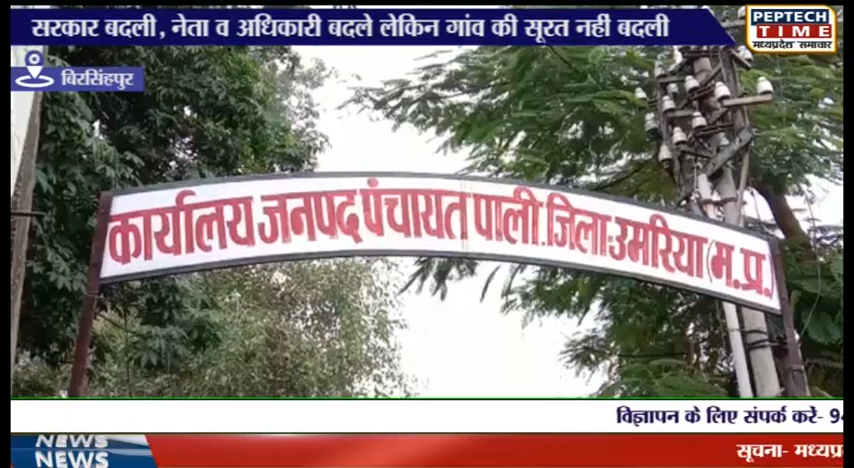 सरकार बदली, नेता व अधिकारी बदले लेकिन गांव की सूरत नहीं बदली
PEPTECH
TIME
मध्यप्रदेश समाचार
बिरसिंहपुर
कार्यालय जनपद पंचायत पाली जिला-उमरिया (म.प्र.)
विज्ञापन के लिए संपर्क करें- 94
NEWS
NEWS
सूचना- मध्यप्र